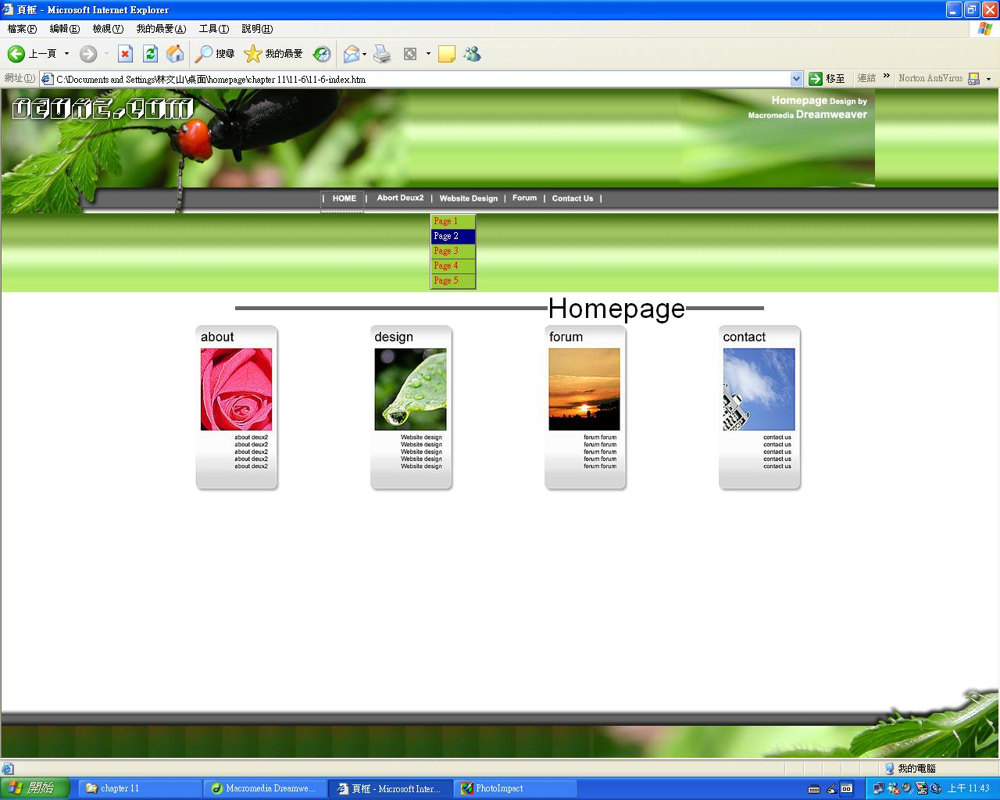 頁框 - Microsoft Internet Explorer
檔案(F) 編輯(E) 檢視(V) 我的最愛(A) 工具(T) 說明(H)
上一頁 搜尋 我的最愛
網址(D) C:\Documents and Settings\林文山\桌面\homepage\chapter 11\11-6\11-6-index.htm 移至 連結 » Norton AntiVirus
Deux2.com
Homepage Design by
Macromedia Dreamweaver
| HOME | Abort Deux2 | Website Design | Forum | Contact Us |
Page 1
Page 2
Page 3
Page 4
Page 5
Homepage
about
about deux2
about deux2
about deux2
about deux2
about deux2
design
Website design
Website design
Website design
Website design
Website design
forum
forum forum
forum forum
forum forum
forum forum
forum forum
contact
contact us
contact us
contact us
contact us
contact us
我的電腦
開始 chapter 11 Macromedia Dreamwe... 頁框 - Microsoft Inter... PhotoImpact 上午 11:43